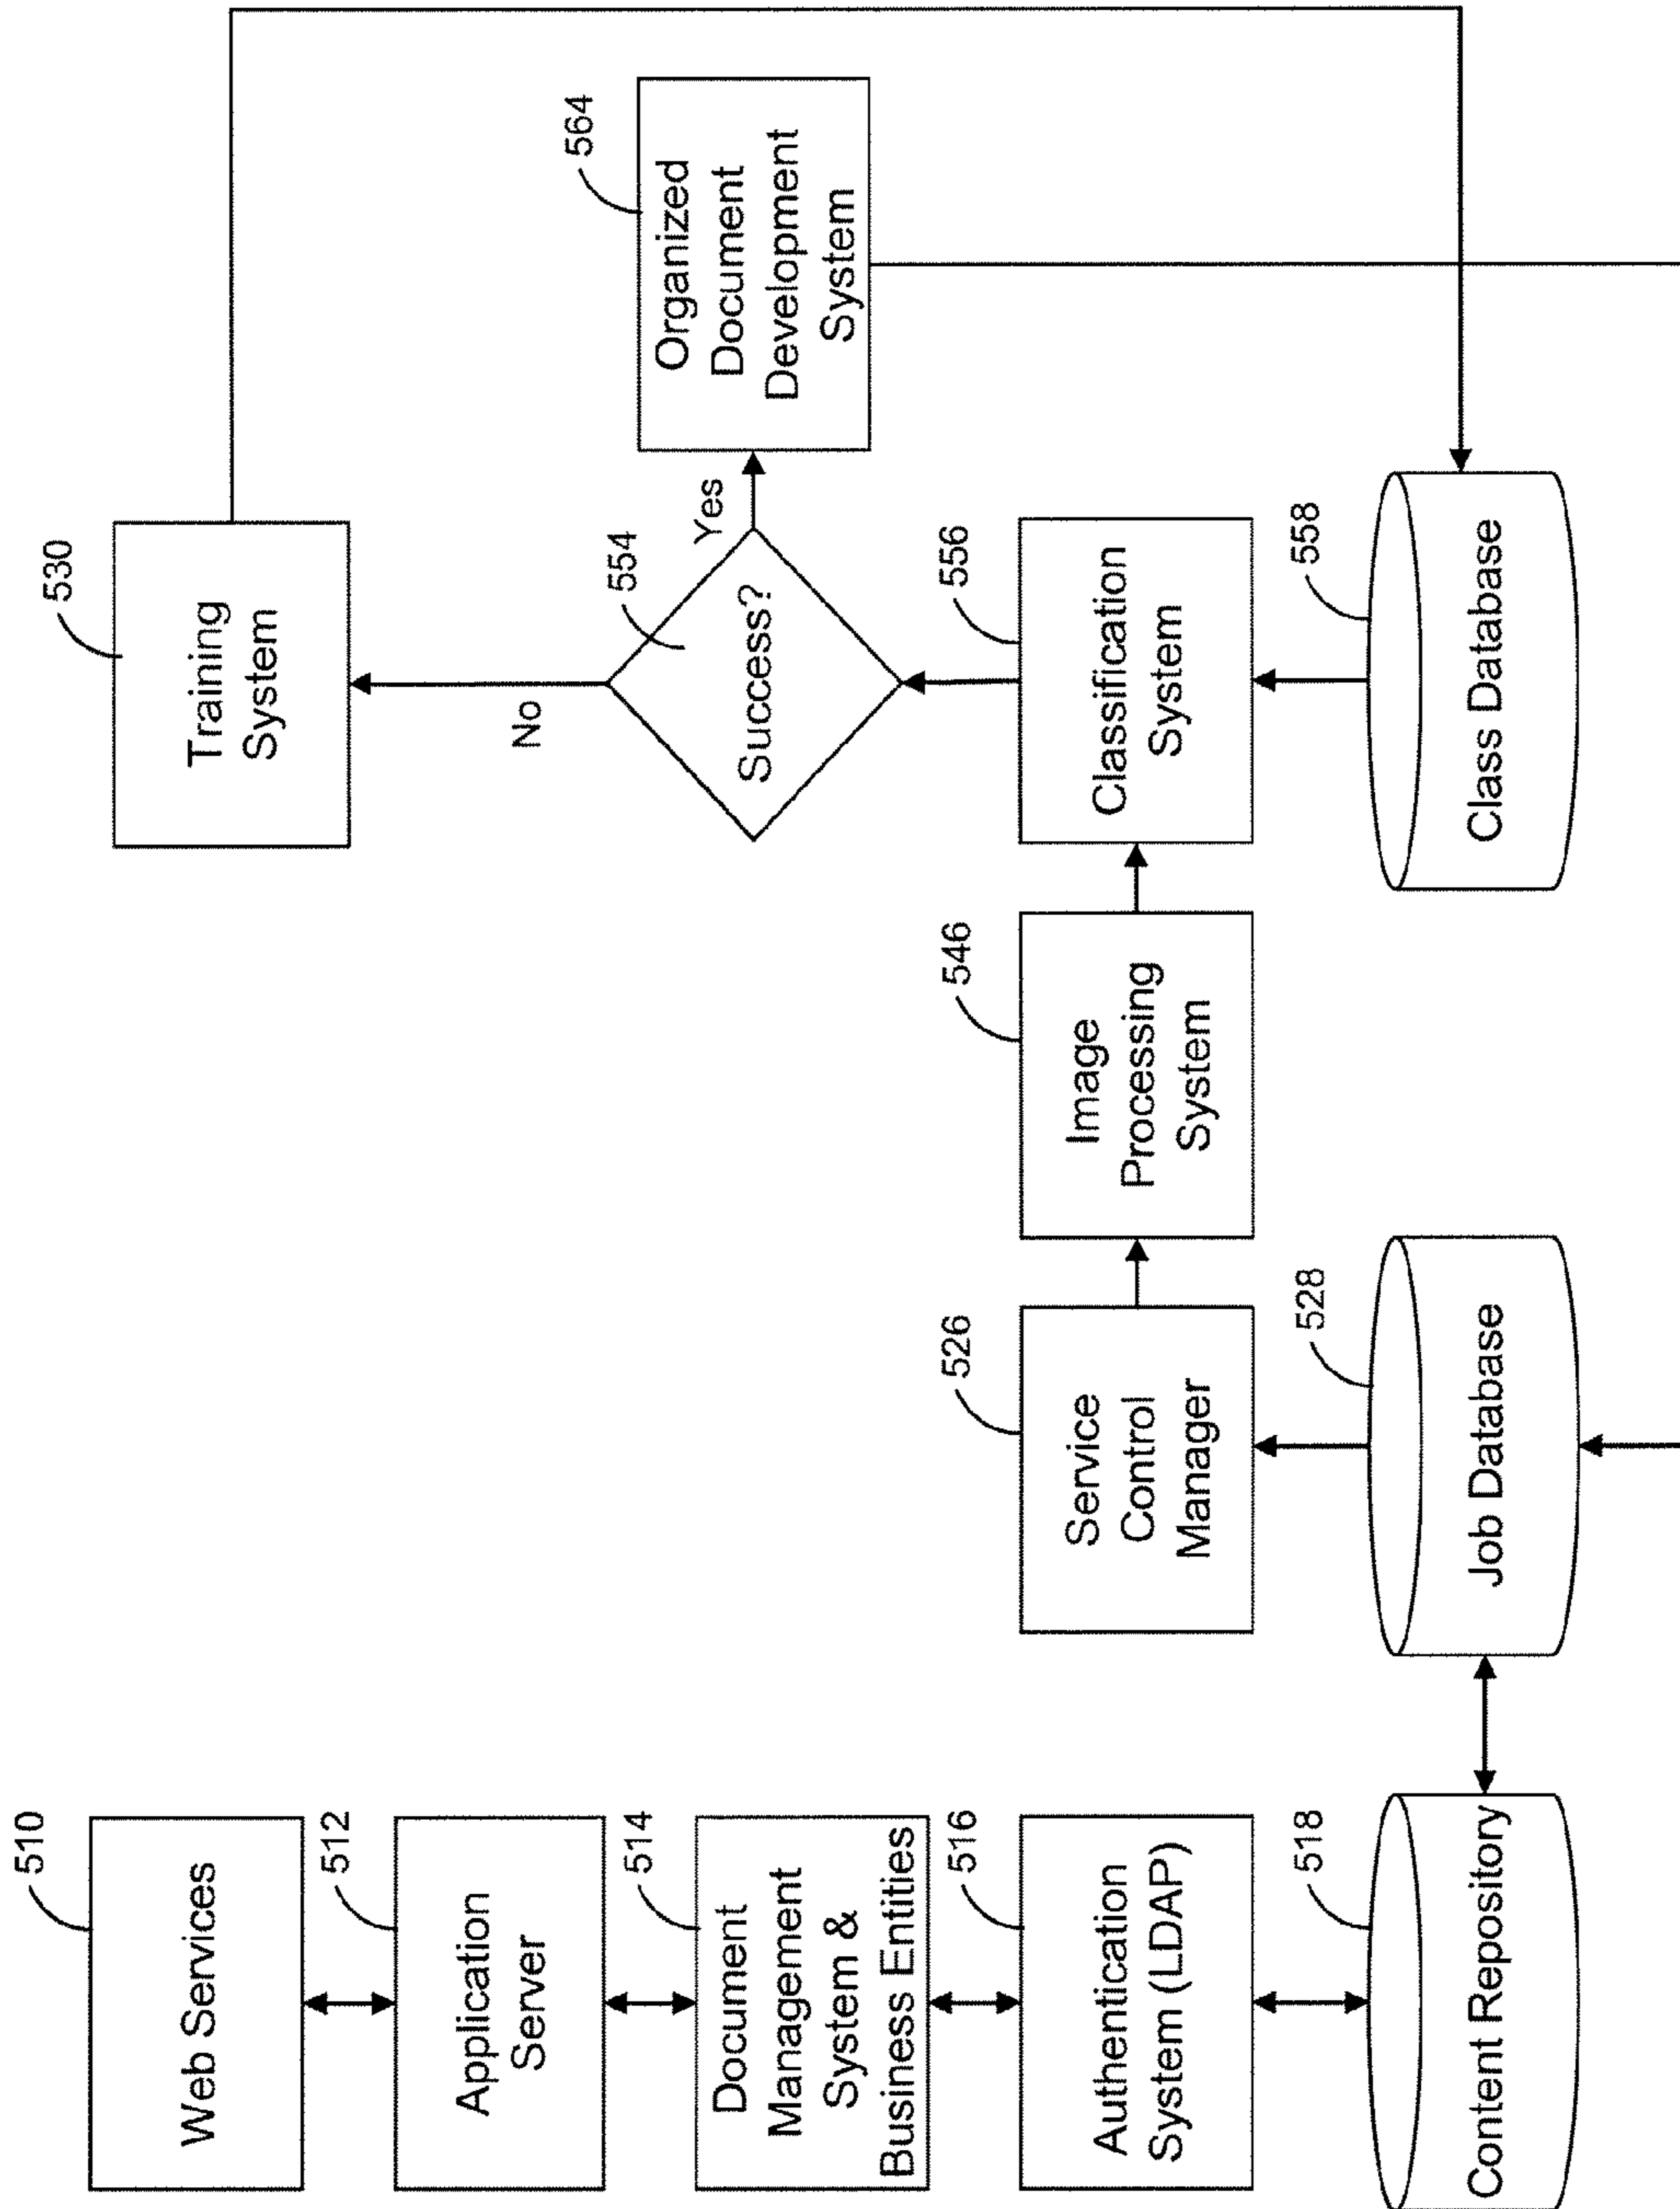 510
Web Services
512
Application
Server
514
Document
Management
System &
Business Entities
516
Authentication
System (LDAP)
518
Content Repository
526
Service
Control
Manager
528
Job Database
546
Image
Processing
System
530
Training
System
No
554
Success?
Yes
564
Organized
Document
Development
System
556
Classification
System
558
Class Database